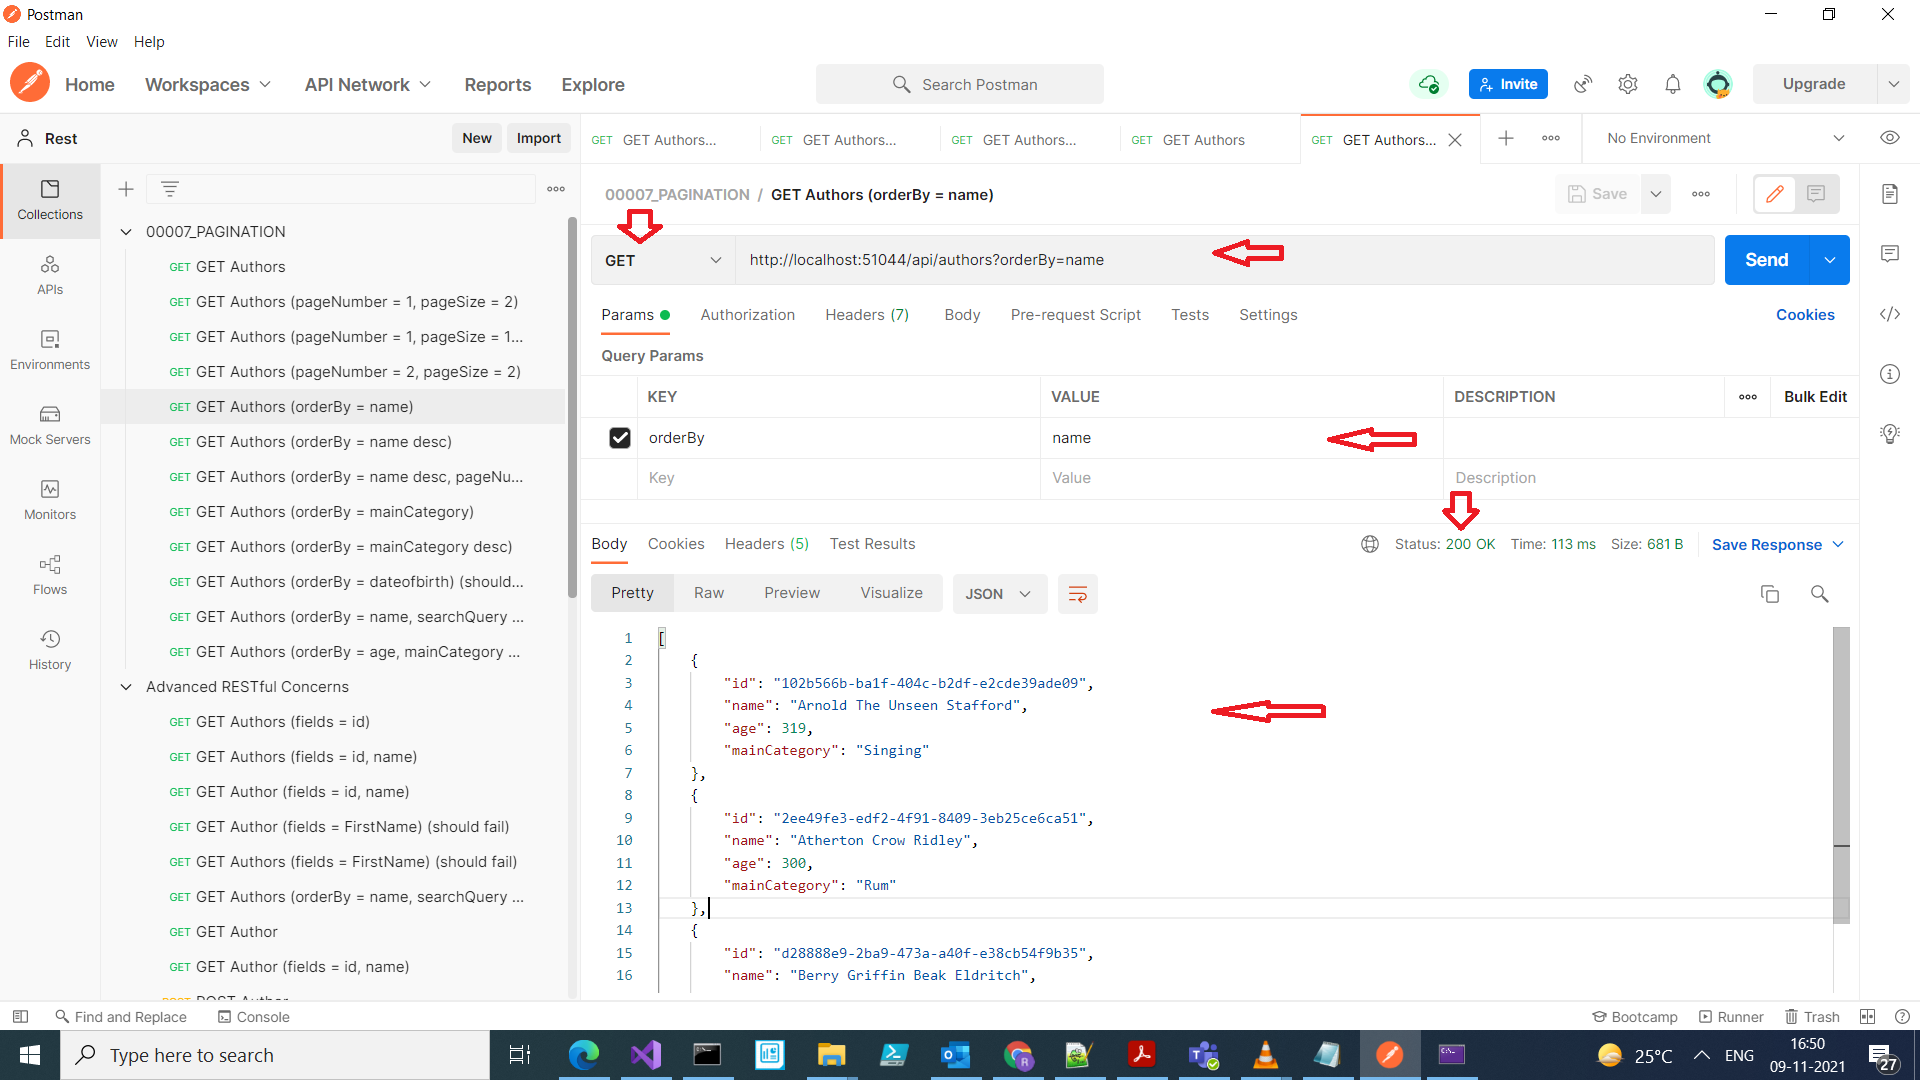 Postman
File Edit View Help
Home Workspaces API Network Reports Explore
Search Postman
Invite
Upgrade
Rest
New Import
GET GET Authors...
GET GET Authors...
GET GET Authors...
GET GET Authors
GET GET Authors...
No Environment
Collections
APIs
Environments
Mock Servers
Monitors
Flows
History
00007_PAGINATION
GET GET Authors
GET GET Authors (pageNumber = 1, pageSize = 2)
GET GET Authors (pageNumber = 1, pageSize = 1...
GET GET Authors (pageNumber = 2, pageSize = 2)
GET GET Authors (orderBy = name)
GET GET Authors (orderBy = name desc)
GET GET Authors (orderBy = name desc, pageNu...
GET GET Authors (orderBy = mainCategory)
GET GET Authors (orderBy = mainCategory desc)
GET GET Authors (orderBy = dateofbirth) (should...
GET GET Authors (orderBy = name, searchQuery ...
GET GET Authors (orderBy = age, mainCategory ...
Advanced RESTful Concerns
GET GET Authors (fields = id)
GET GET Authors (fields = id, name)
GET GET Author (fields = id, name)
GET GET Author (fields = FirstName) (should fail)
GET GET Authors (fields = FirstName) (should fail)
GET GET Authors (orderBy = name, searchQuery ...
GET GET Author
GET GET Author (fields = id, name)
POST POST Author
00007_PAGINATION / GET Authors (orderBy = name)
Save
GET http://localhost:51044/api/authors?orderBy=name
Send
Params Authorization Headers (7) Body Pre-request Script Tests Settings
Cookies
Query Params
KEY VALUE DESCRIPTION
Bulk Edit
orderBy name
Key Value Description
Body Cookies Headers (5) Test Results
Status: 200 OK Time: 113 ms Size: 681 B
Save Response
Pretty Raw Preview Visualize JSON
1 [
2 {
3 "id": "102b566b-ba1f-404c-b2df-e2cde39ade09",
4 "name": "Arnold The Unseen Stafford",
5 "age": 319,
6 "mainCategory": "Singing"
7 },
8 {
9 "id": "2ee49fe3-edf2-4f91-8409-3eb25ce6ca51",
10 "name": "Atherton Crow Ridley",
11 "age": 300,
12 "mainCategory": "Rum"
13 },
14 {
15 "id": "d28888e9-2ba9-473a-a40f-e38cb54f9b35",
16 "name": "Berry Griffin Beak Eldritch",
Find and Replace Console
Bootcamp Runner Trash
Type here to search
25°C
ENG
16:50
09-11-2021
27